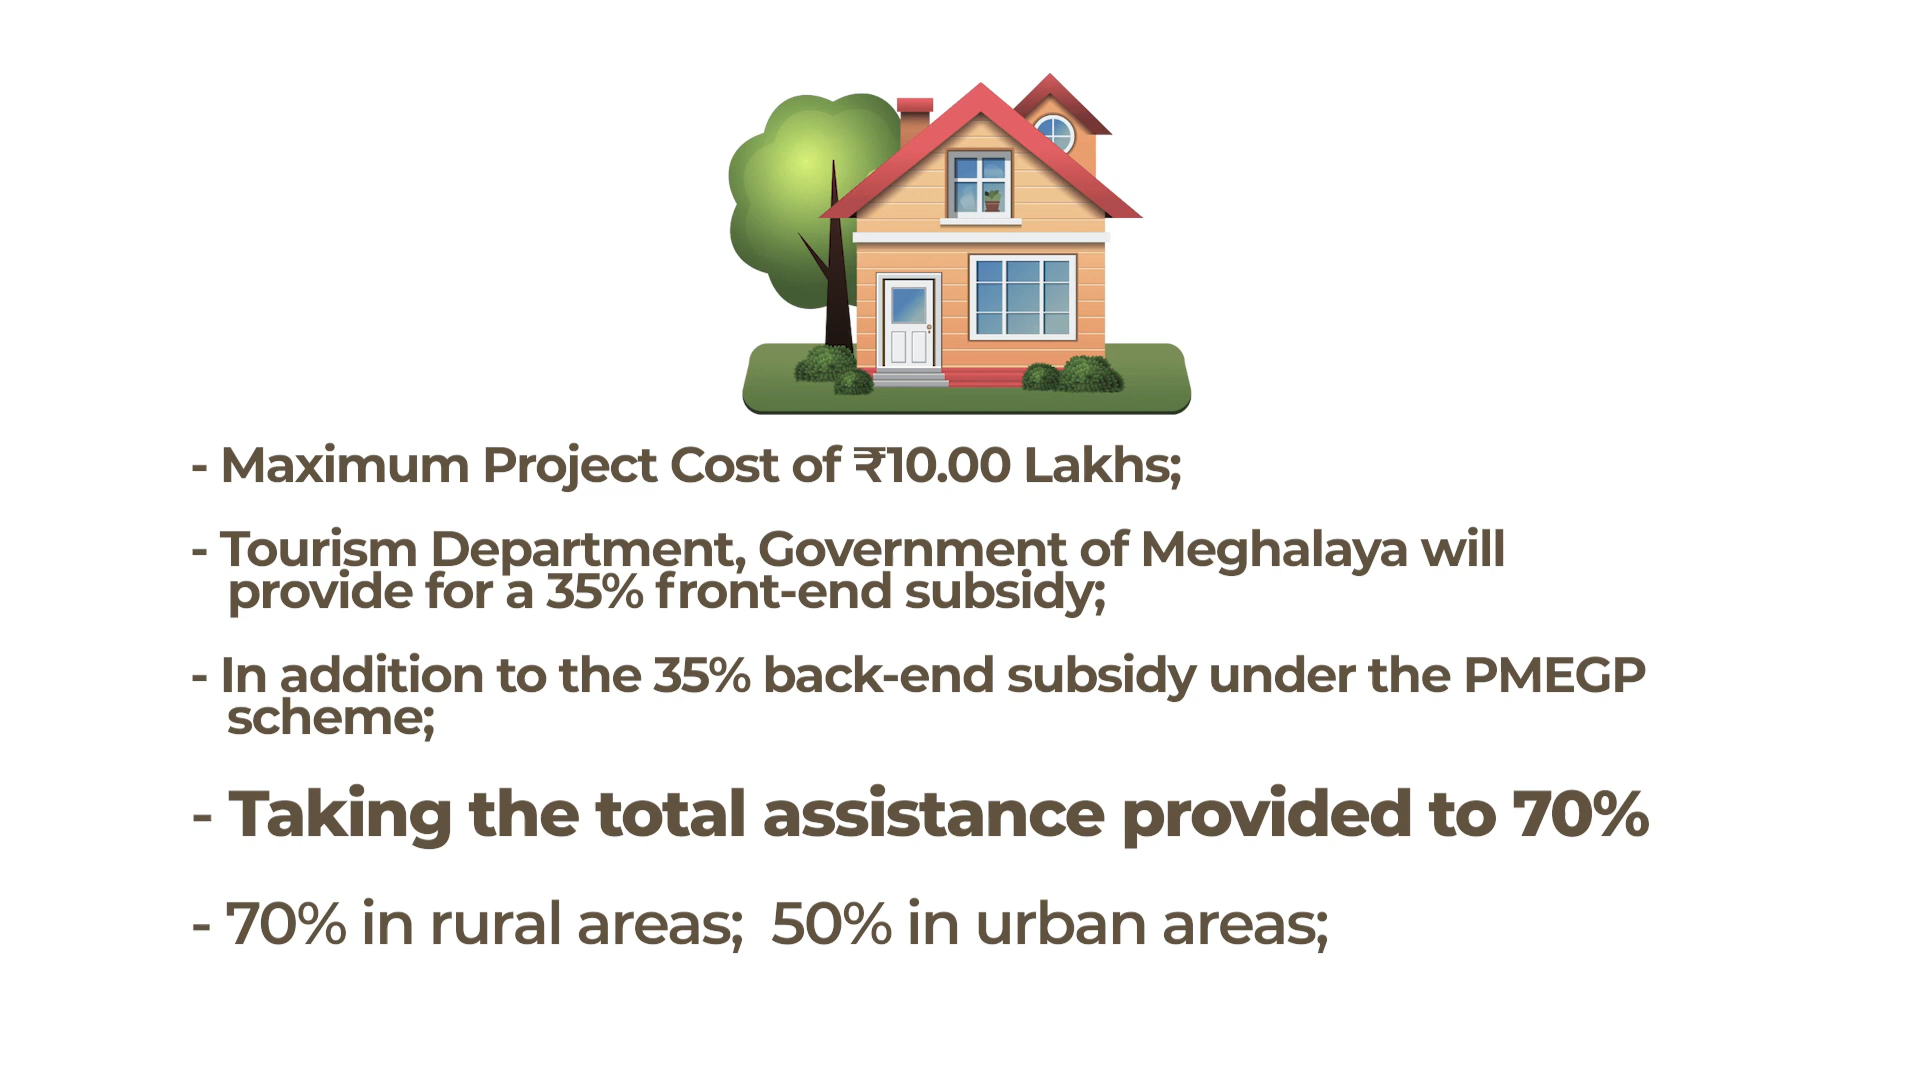 - Maximum Project Cost of ₹10.00 Lakhs;
- Tourism Department, Government of Meghalaya will
provide for a 35% front-end subsidy;
- In addition to the 35% back-end subsidy under the PMEGP
scheme;
- Taking the total assistance provided to 70%
- 70% in rural areas; 50% in urban areas;